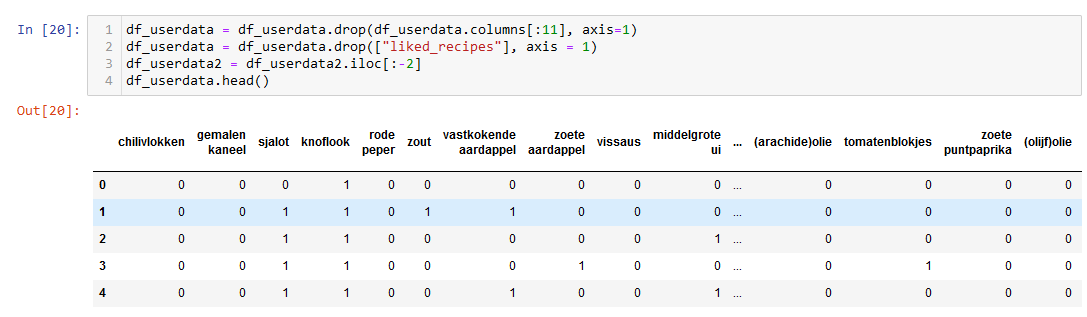 In [20]:
1 df_userdata = df_userdata.drop(df_userdata.columns[:11], axis=1)
2 df_userdata = df_userdata.drop(["liked_recipes"], axis = 1)
3 df_userdata2 = df_userdata2.iloc[:-2]
4 df_userdata.head()
Out[20]:
chilivlokken gemalen kaneel sjalot knoflook rode peper zout vastkokende aardappel zoete aardappel vissaus middelgrote ui ... (arachide)olie tomatenblokjes zoete puntpaprika (olijf)olie
0 0 0 0 1 0 0 0 0 0 0 ... 0 0 0 0
1 0 0 1 1 0 1 1 0 0 0 ... 0 0 0 0
2 0 0 1 1 0 0 0 0 0 1 ... 0 0 0 0
3 0 0 1 1 0 0 0 1 0 0 ... 0 1 0 0
4 0 0 1 1 0 0 1 0 0 1 ... 0 0 0 0